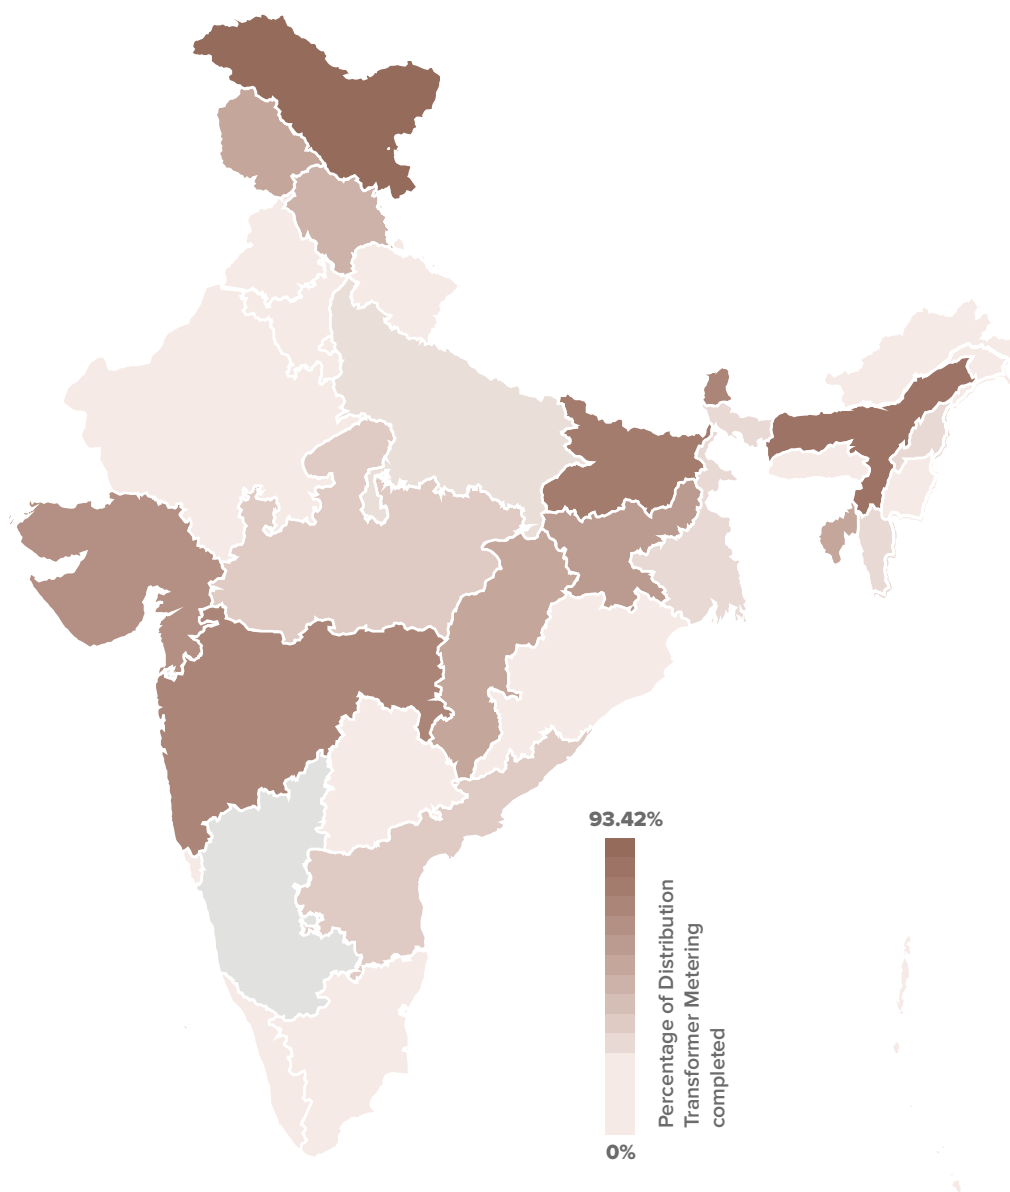 93.42%
Percentage of Distribution
Transformer Metering
completed
0%